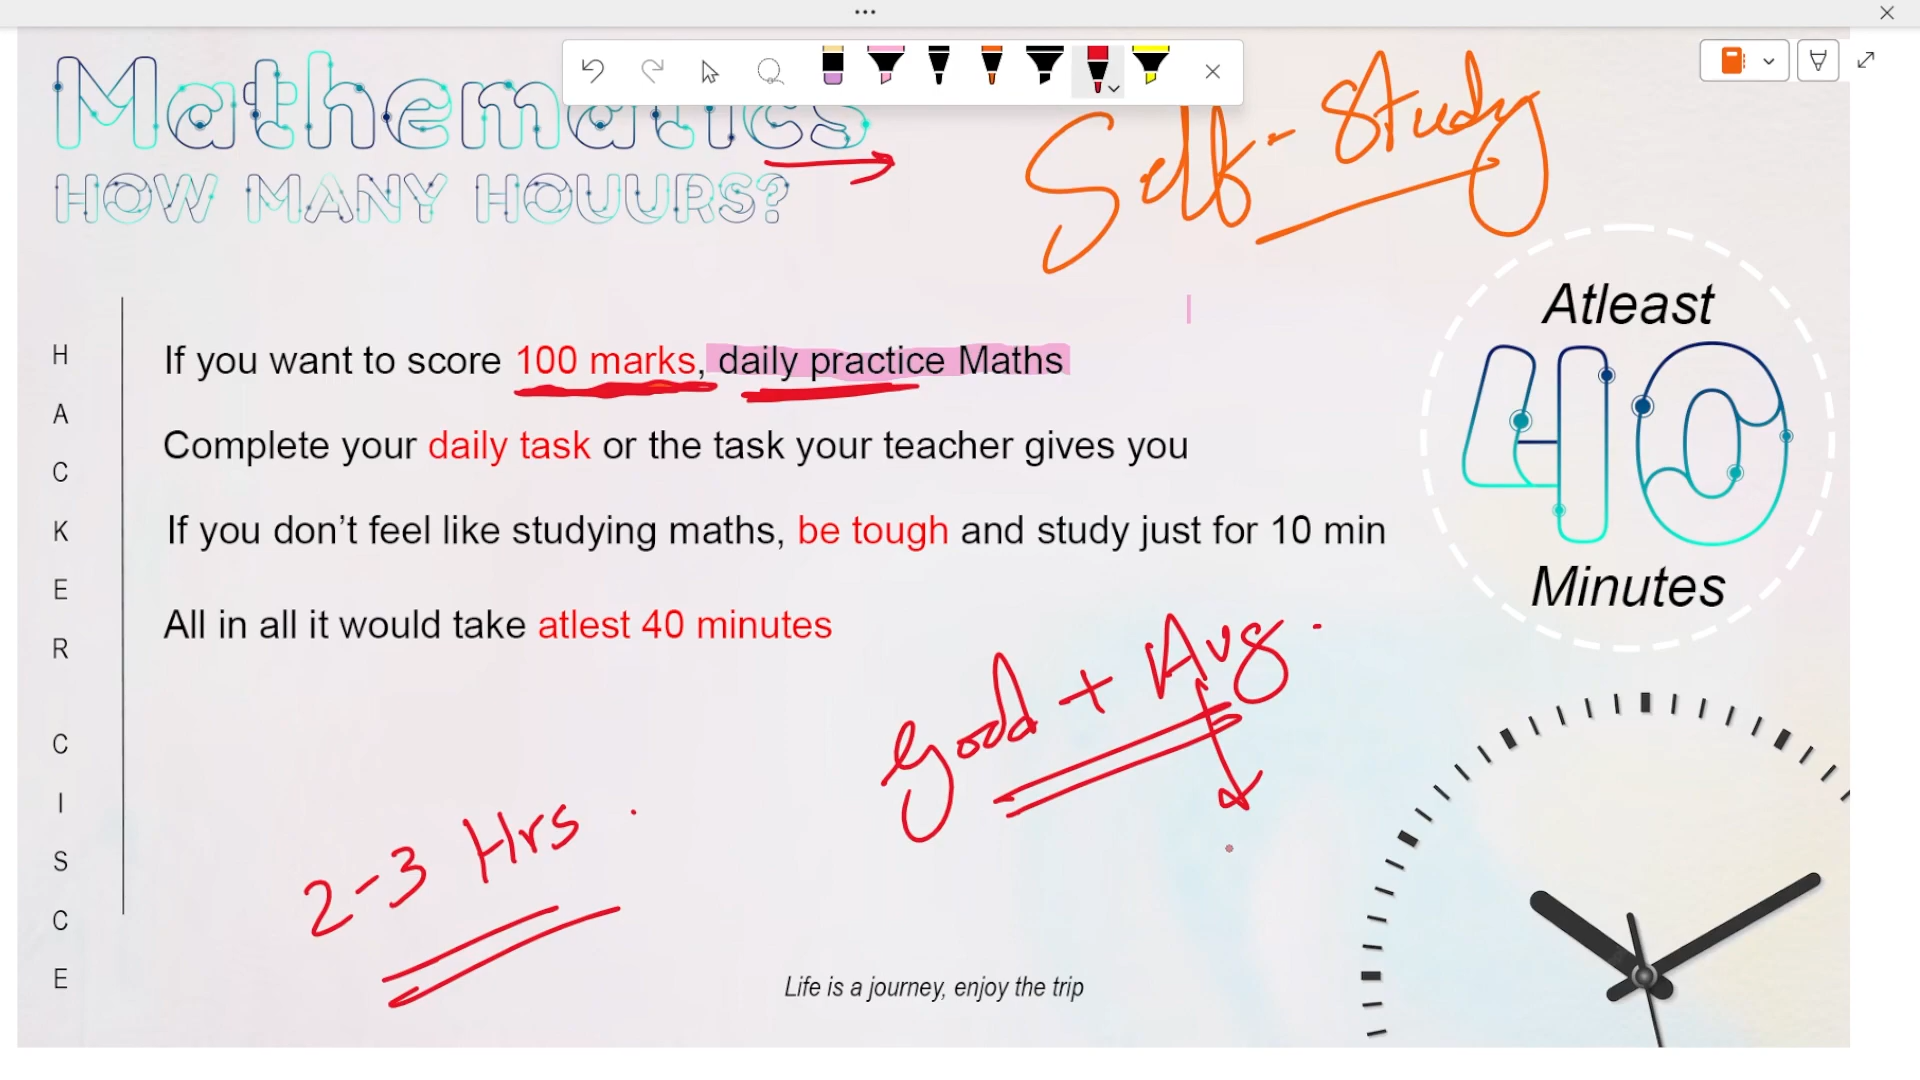 Mathematics
HOW MANY HOUURS?
Self-Study
Atleast
40
Minutes
If you want to score 100 marks, daily practice Maths
Complete your daily task or the task your teacher gives you
If you don’t feel like studying maths, be tough and study just for 10 min
All in all it would take atlest 40 minutes
Good + Avg.
2-3 Hrs.
HACKER CISCE
Life is a journey, enjoy the trip